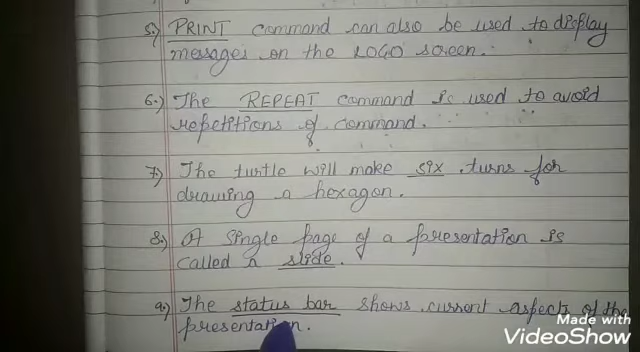 5.) PRINT command can also be used to display
messages on the LOGO screen.
6.) The REPEAT command is used to avoid
repetitions of command.
7.) The turtle will make six turns for
drawing a hexagon.
8.) A single page of a presentation is
called a slide.
9.) The status bar shows current aspects of the
presentation.
Made with
VideoShow